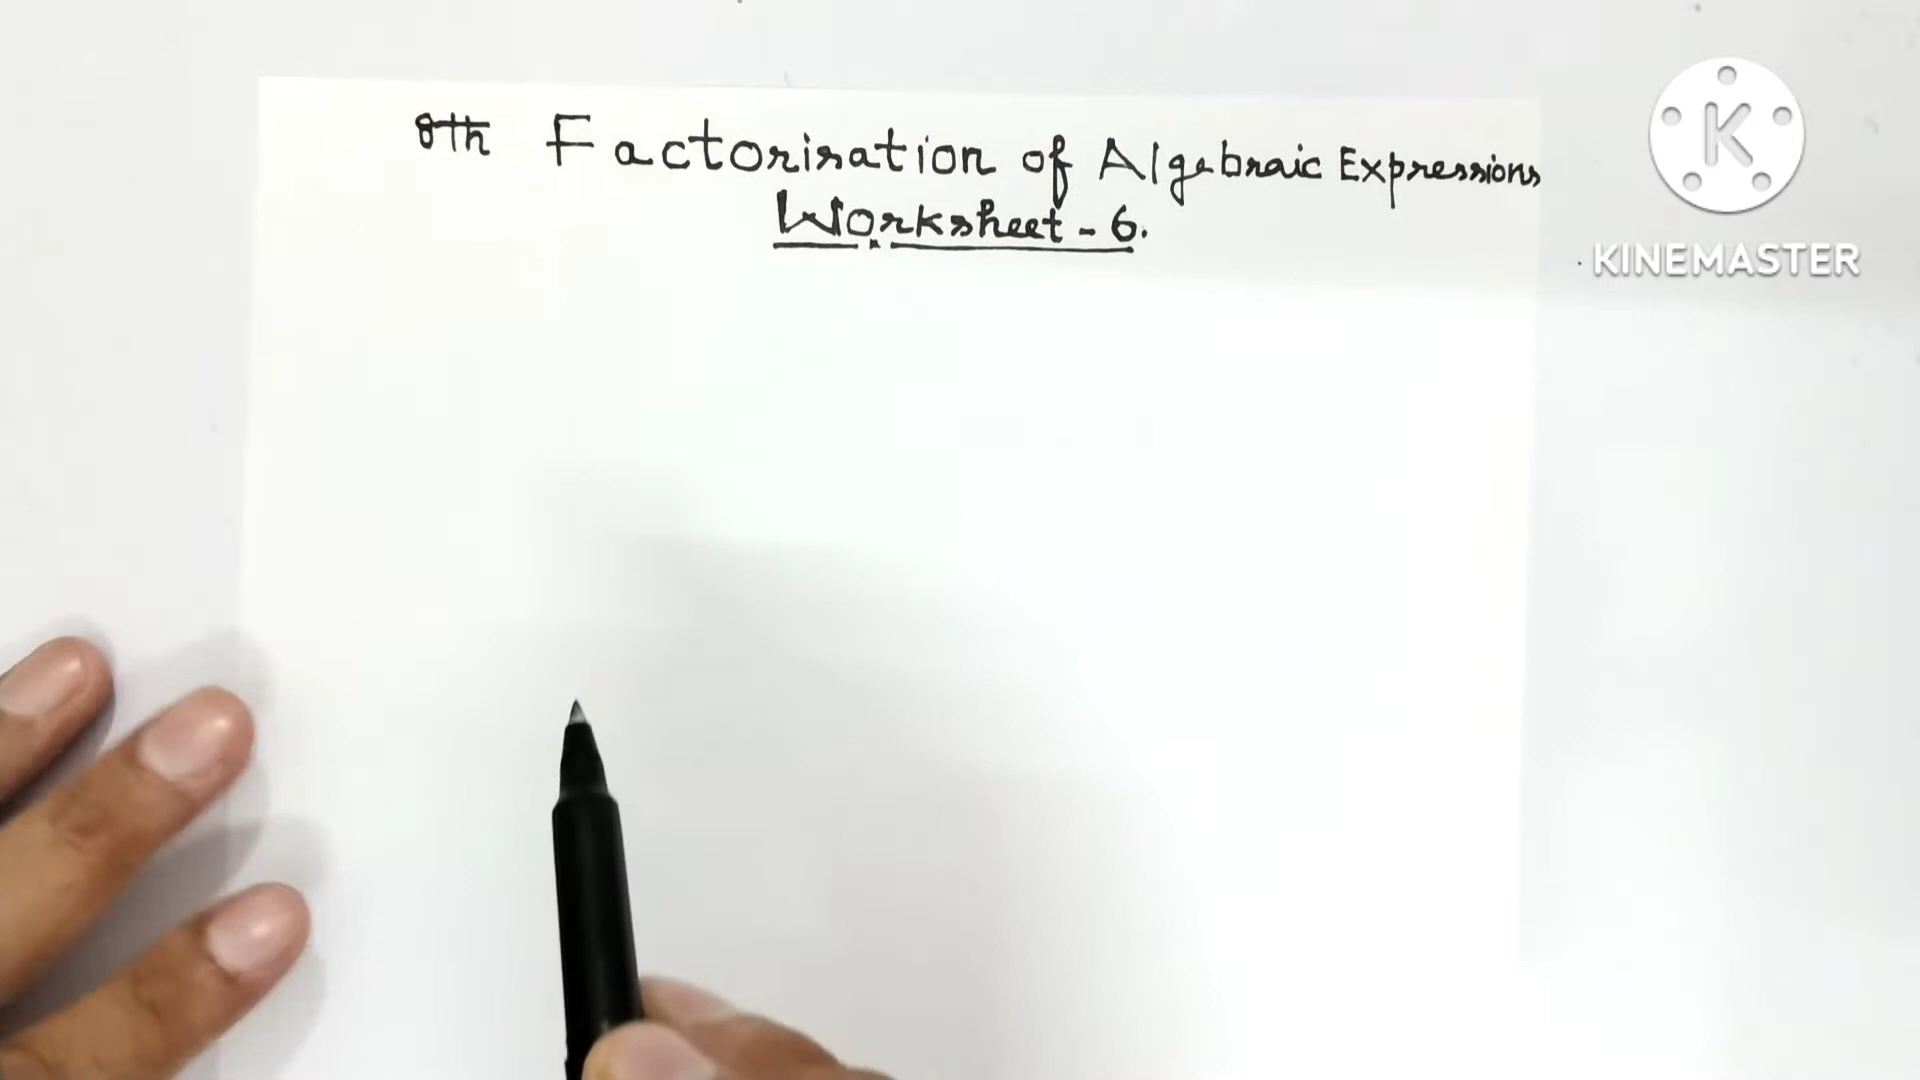 8th Factorisation of Algebraic Expressions
Worksheet - 6.
K
KINEMASTER